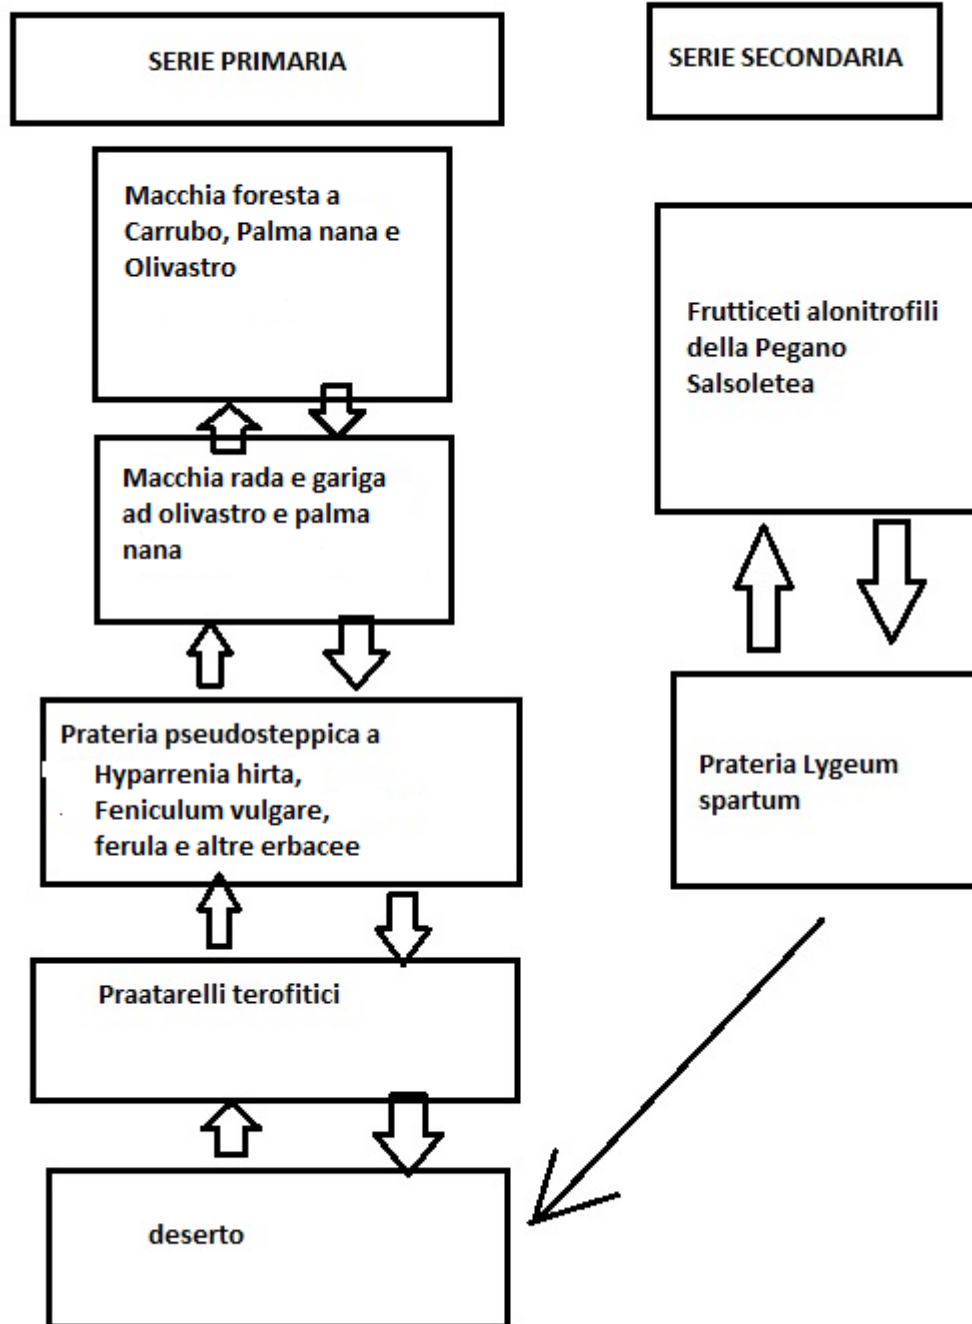 SERIE PRIMARIA
SERIE SECONDARIA
Macchia foresta a
Carrubo, Palma nana e
Olivastro
Macchia rada e gariga
ad olivastro e palma
nana
Prateria pseudosteppica a
Hyparrenia hirta,
Feniculum vulgare,
ferula e altre erbacee
Praatarelli terofitici
deserto
Frutticeti alonitrofili
della Pegano
Salsoletea
Prateria Lygeum
spartum